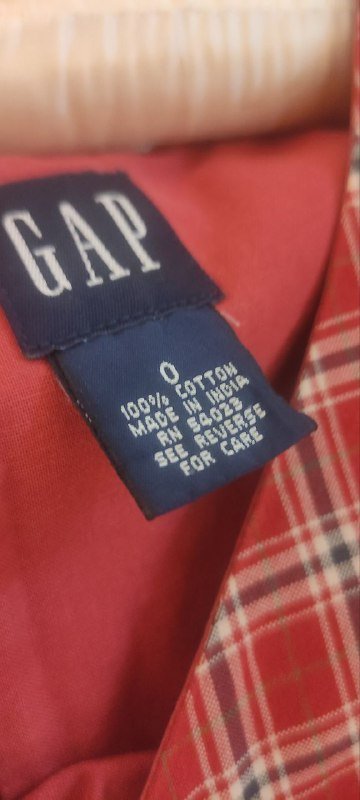 GAP
0
100% COTTON
MADE IN INDIA
RN 54023
SEE REVERSE
FOR CARE